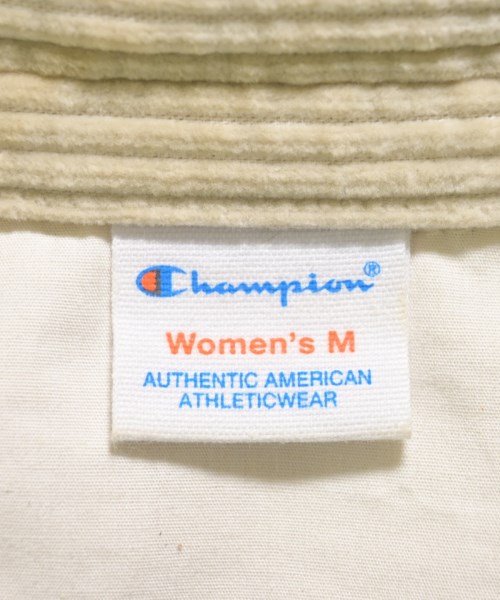 Champion®
Women's M
AUTHENTIC AMERICAN
ATHLETICWEAR